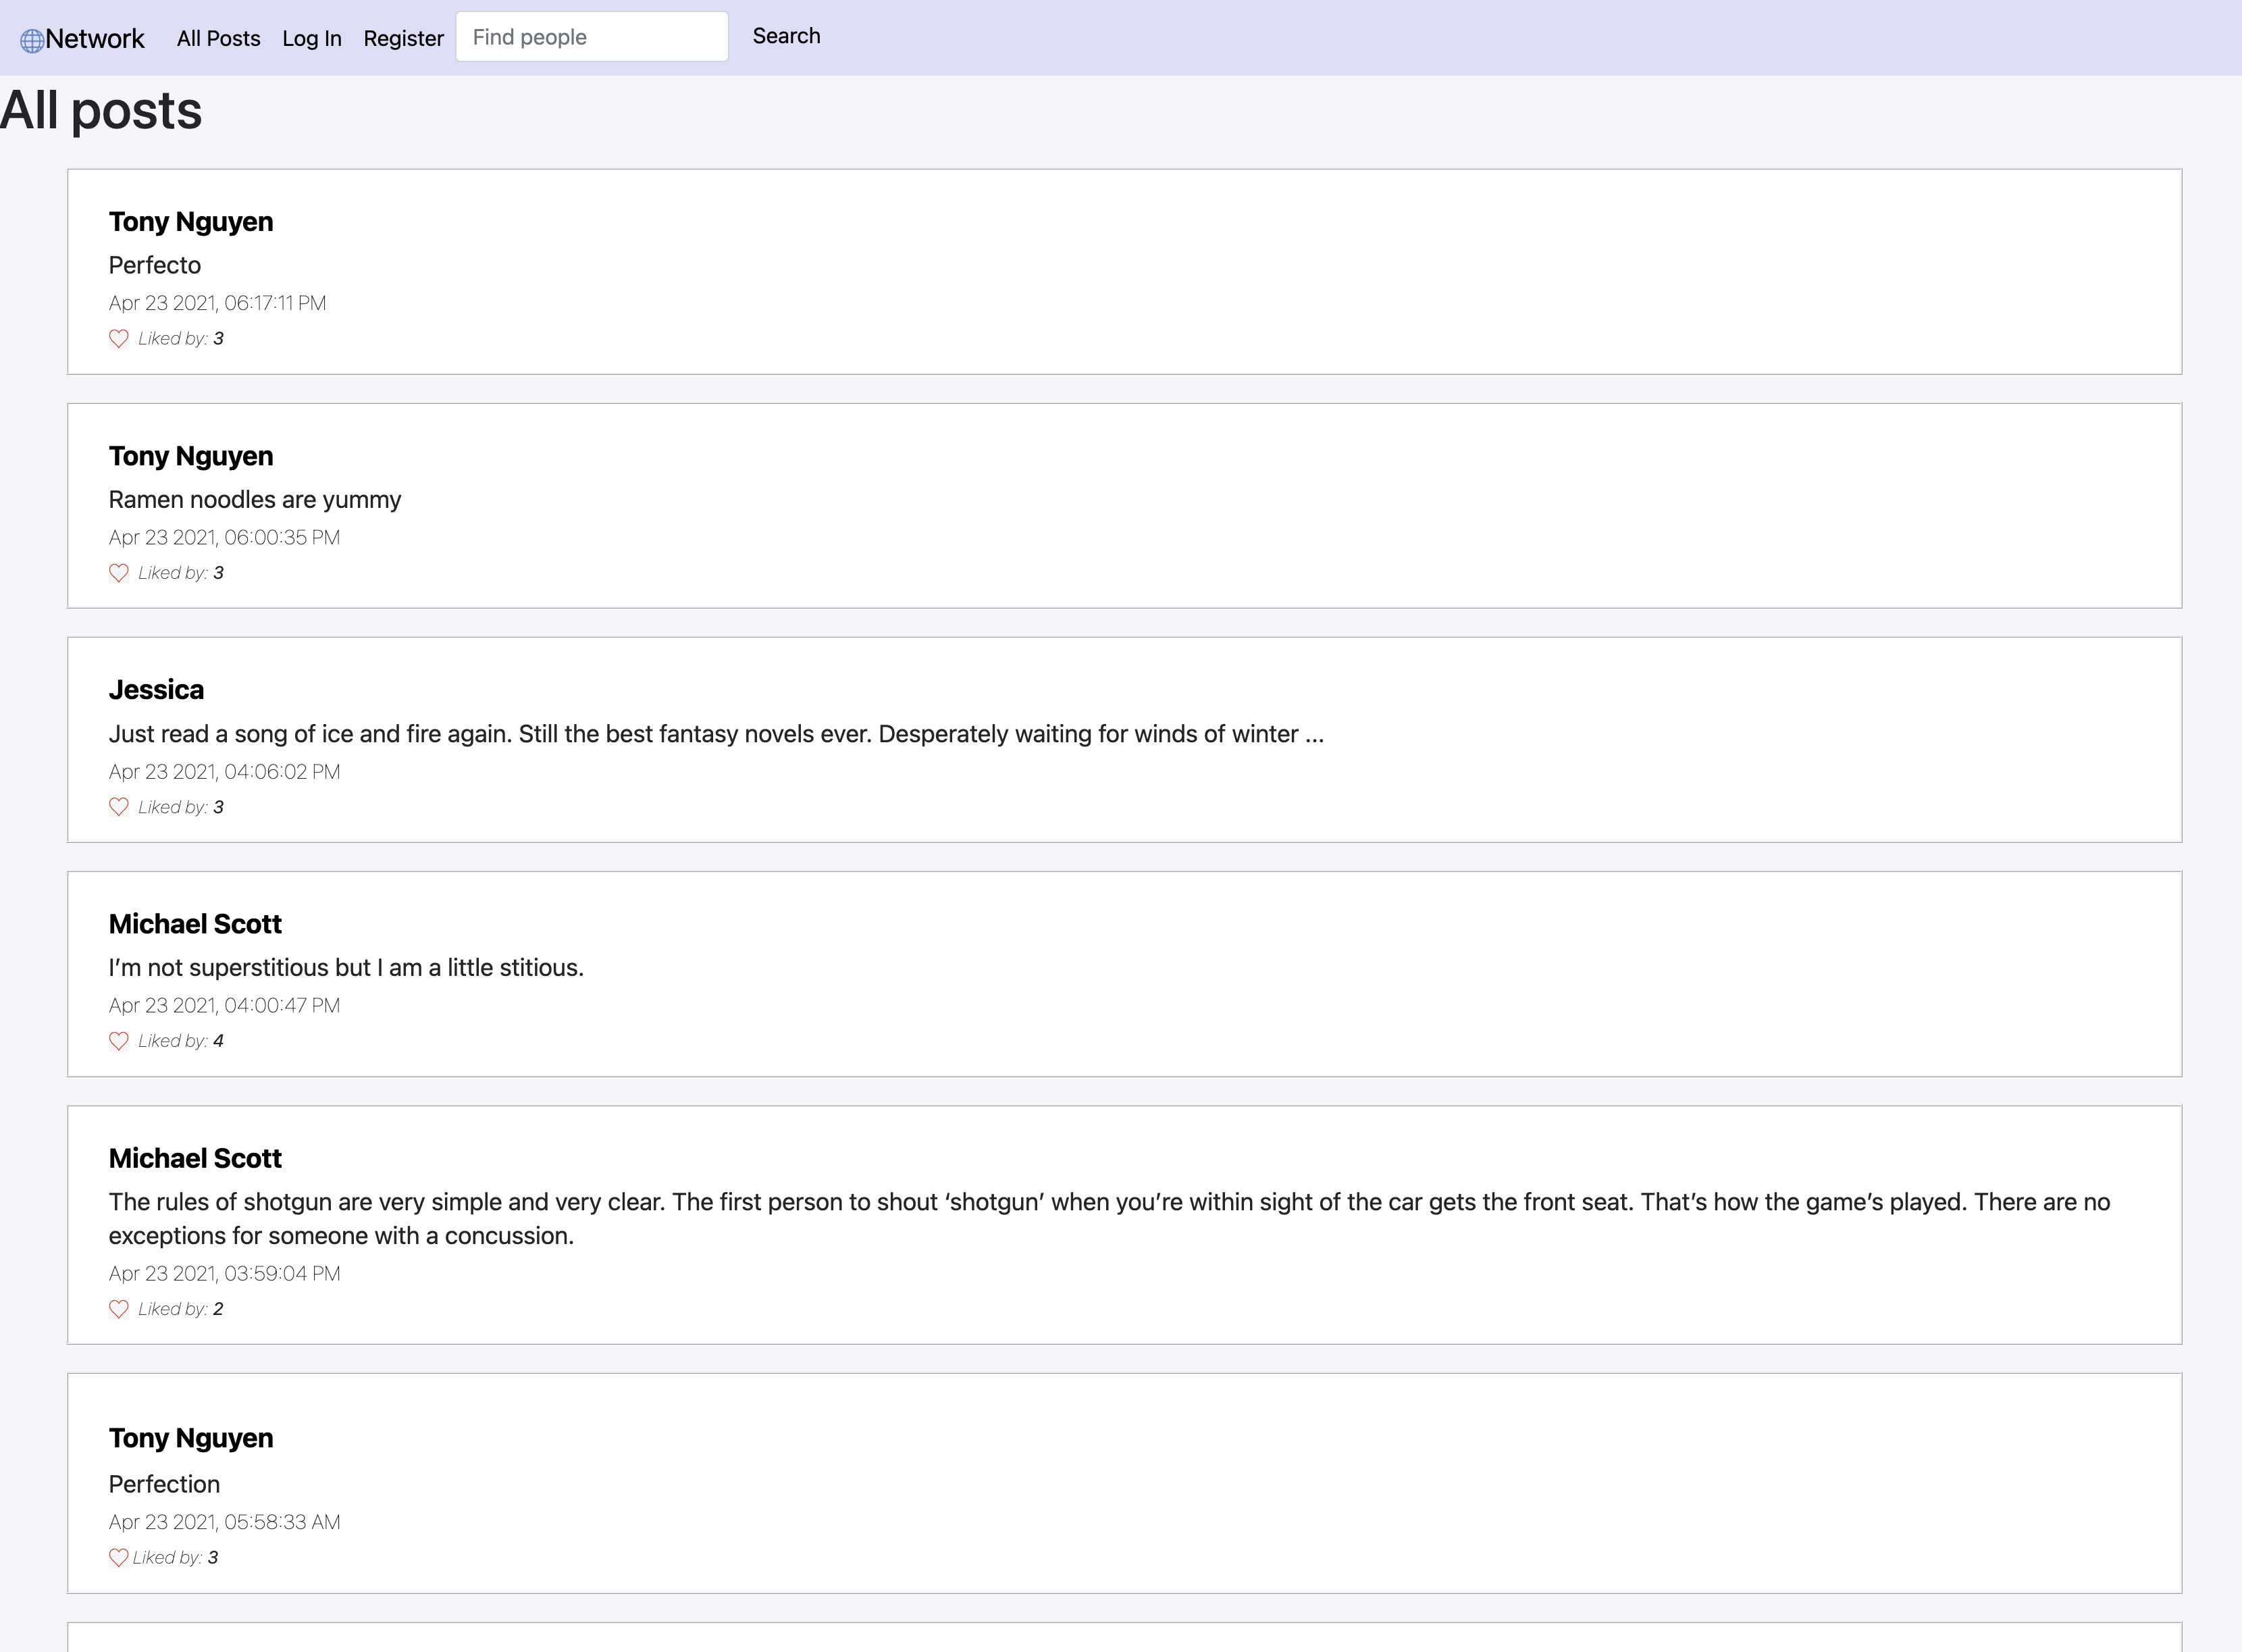 Network All Posts Log In Register Find people Search
All posts
Tony Nguyen
Perfecto
Apr 23 2021, 06:17:11 PM
Liked by: 3
Tony Nguyen
Ramen noodles are yummy
Apr 23 2021, 06:00:35 PM
Liked by: 3
Jessica
Just read a song of ice and fire again. Still the best fantasy novels ever. Desperately waiting for winds of winter ...
Apr 23 2021, 04:06:02 PM
Liked by: 3
Michael Scott
I’m not superstitious but I am a little stitious.
Apr 23 2021, 04:00:47 PM
Liked by: 4
Michael Scott
The rules of shotgun are very simple and very clear. The first person to shout ‘shotgun’ when you’re within sight of the car gets the front seat. That’s how the game’s played. There are no
exceptions for someone with a concussion.
Apr 23 2021, 03:59:04 PM
Liked by: 2
Tony Nguyen
Perfection
Apr 23 2021, 05:58:33 AM
Liked by: 3